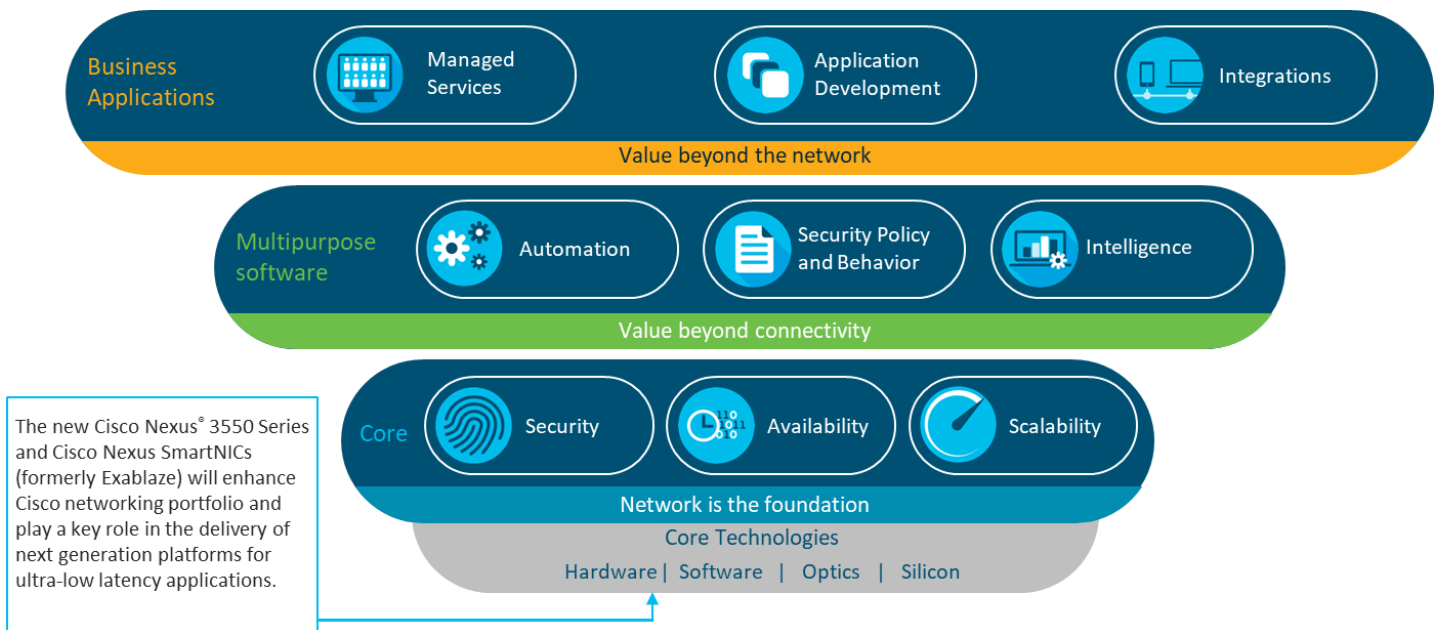 Business
Applications
Managed
Services
Application
Development
Integrations
Value beyond the network
Multipurpose
software
Automation
Security Policy
and Behavior
Intelligence
Value beyond connectivity
Core
Security
110
1011
010
Availability
Scalability
Network is the foundation
Core Technologies
Hardware | Software | Optics | Silicon
The new Cisco Nexus® 3550 Series
and Cisco Nexus SmartNICs
(formerly Exablaze) will enhance
Cisco networking portfolio and
play a key role in the delivery of
next generation platforms for
ultra-low latency applications.